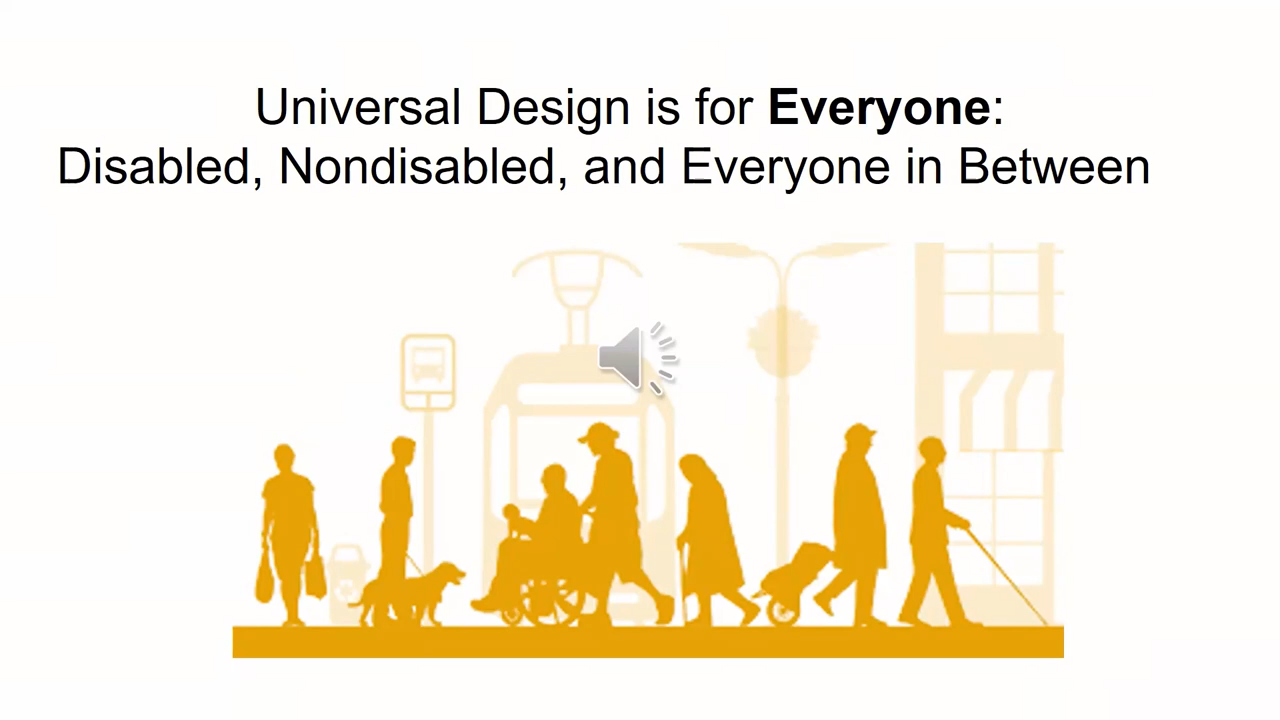 Universal Design is for Everyone:
Disabled, Nondisabled, and Everyone in Between